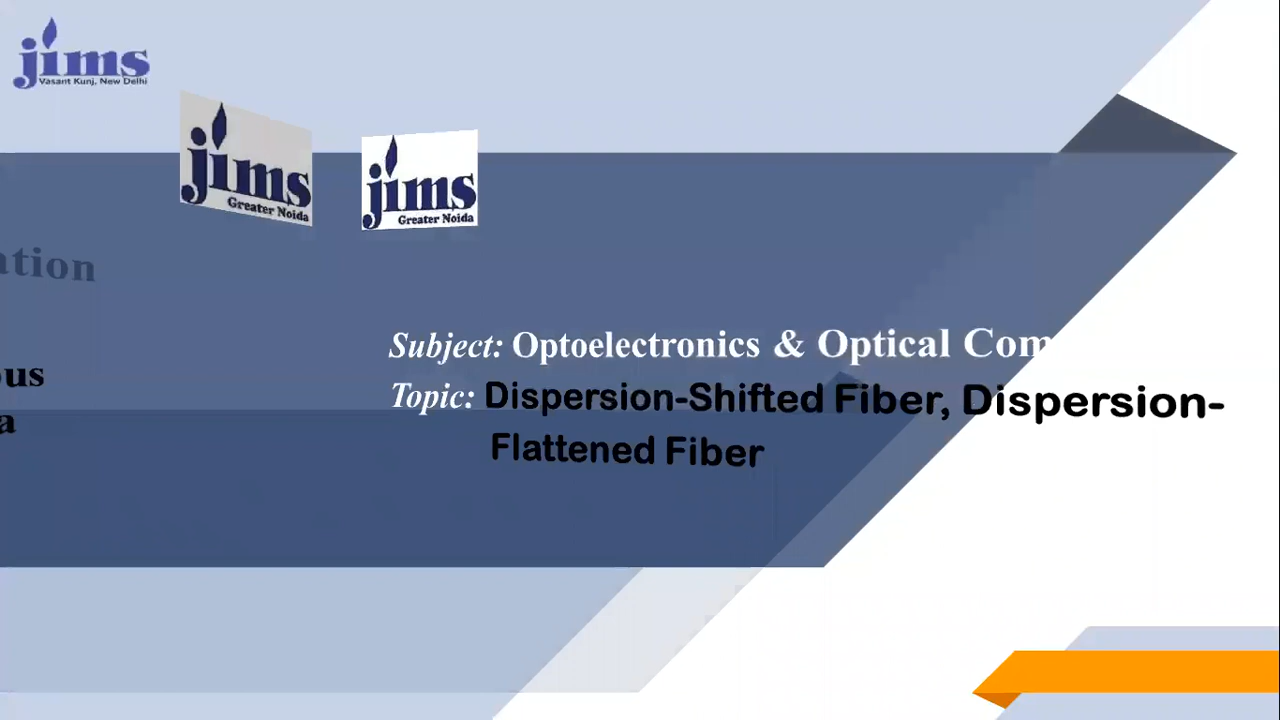 jims
Vasant Kunj, New Delhi
jims
Greater Noida
jims
Greater Noida
ation
Subject: Optoelectronics & Optical Com
Topic: Dispersion-Shifted Fiber, Dispersion-
Flattened Fiber
ous
a